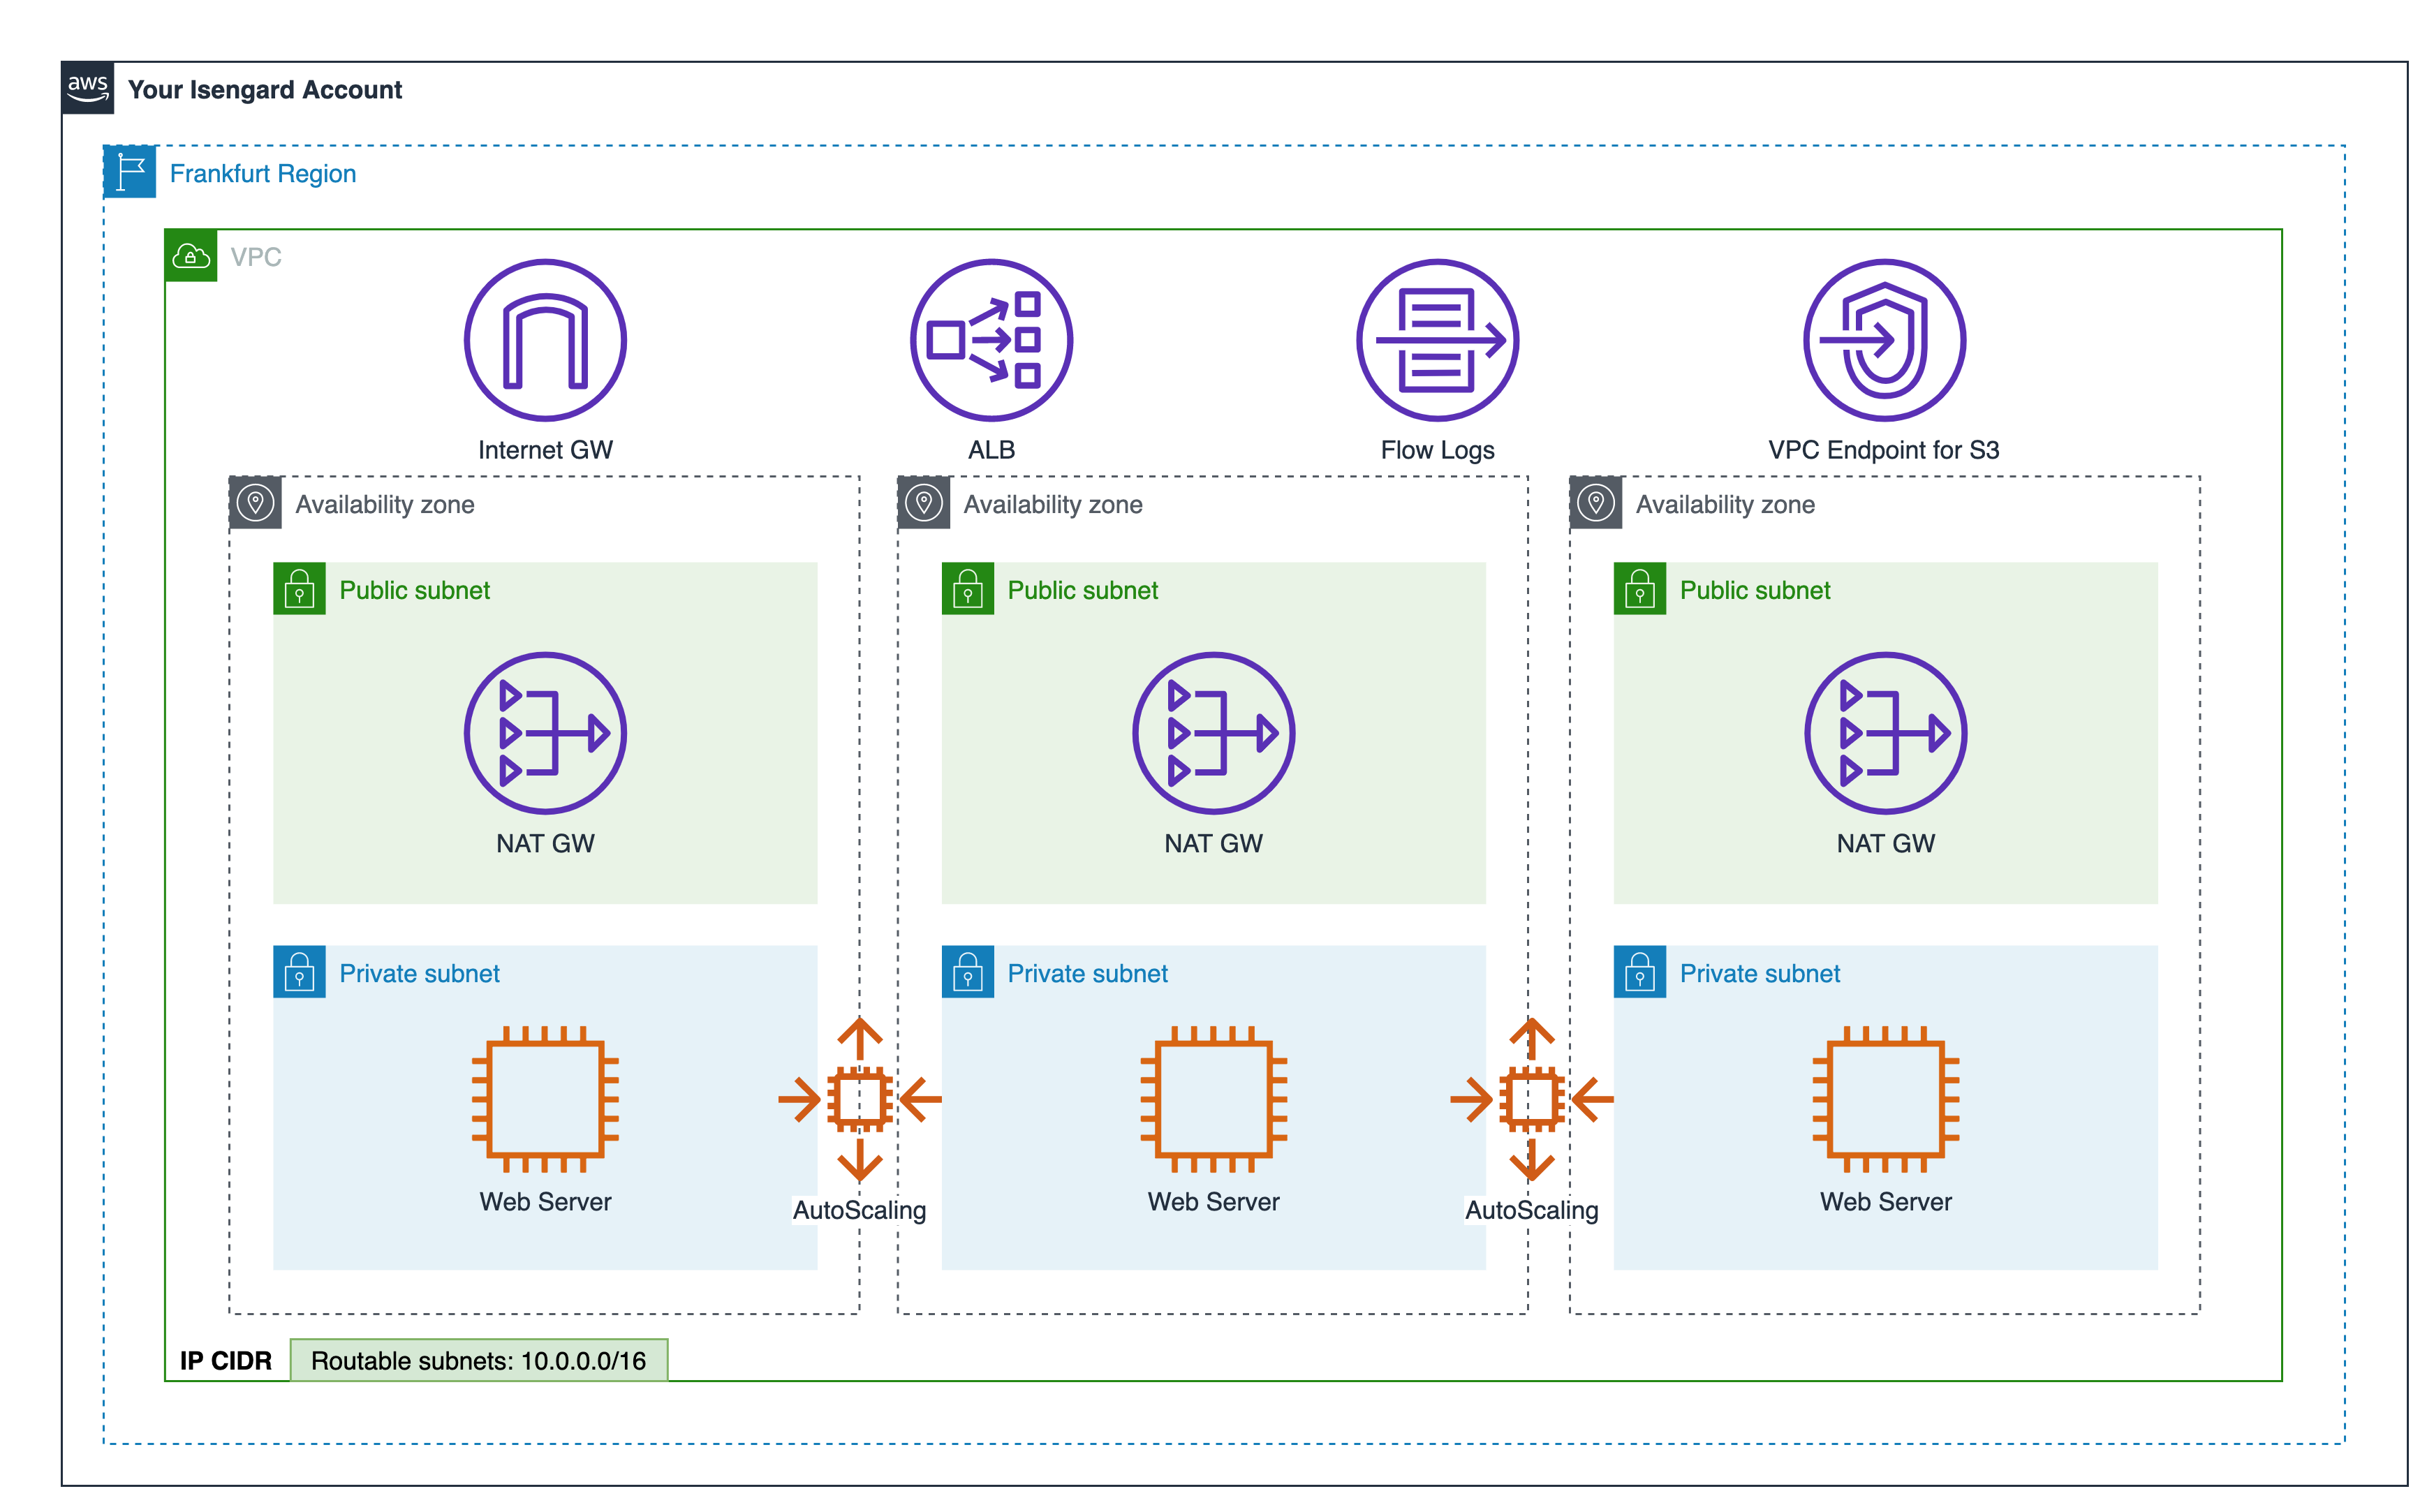 aws
Your Isengard Account
Frankfurt Region
VPC
Internet GW
ALB
Flow Logs
VPC Endpoint for S3
Availability zone
Availability zone
Availability zone
Public subnet
Public subnet
Public subnet
NAT GW
NAT GW
NAT GW
Private subnet
Private subnet
Private subnet
Web Server
AutoScaling
Web Server
AutoScaling
Web Server
IP CIDR
Routable subnets: 10.0.0.0/16